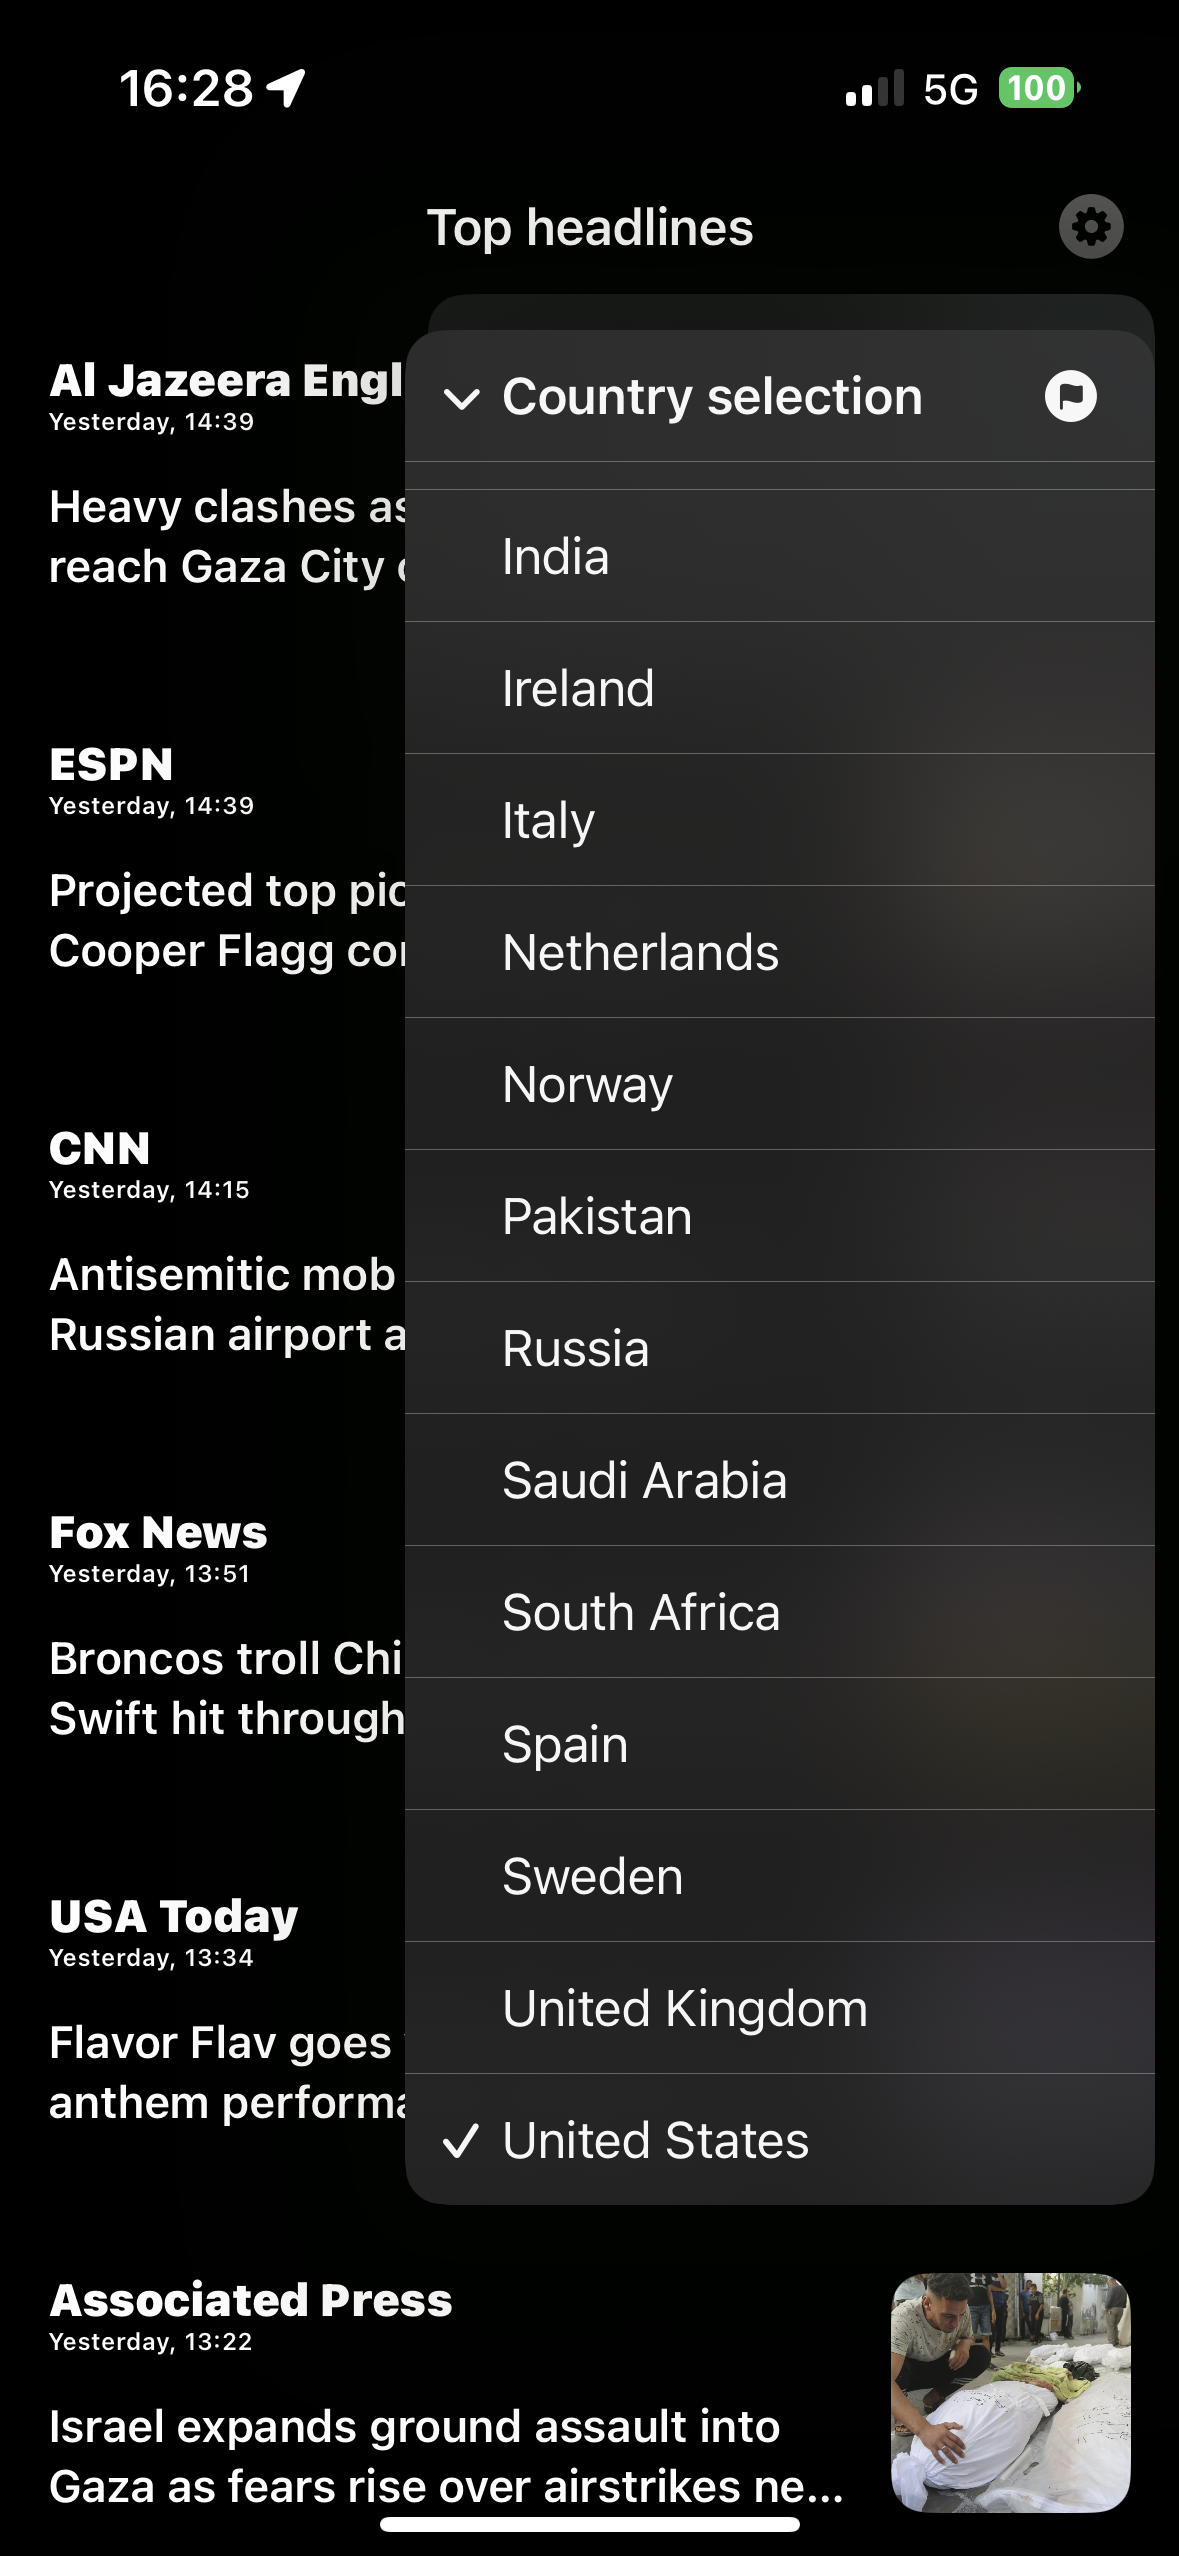 16:28
5G
100
Top headlines
Al Jazeera Engl
Yesterday, 14:39
Heavy clashes as
reach Gaza City
ESPN
Yesterday, 14:39
Projected top pic
Cooper Flagg cor
CNN
Yesterday, 14:15
Antisemitic mob
Russian airport a
Fox News
Yesterday, 13:51
Broncos troll Chi
Swift hit through
USA Today
Yesterday, 13:34
Flavor Flav goes
anthem performa
Country selection
India
Ireland
Italy
Netherlands
Norway
Pakistan
Russia
Saudi Arabia
South Africa
Spain
Sweden
United Kingdom
United States
Associated Press
Yesterday, 13:22
Israel expands ground assault into
Gaza as fears rise over airstrikes ne...